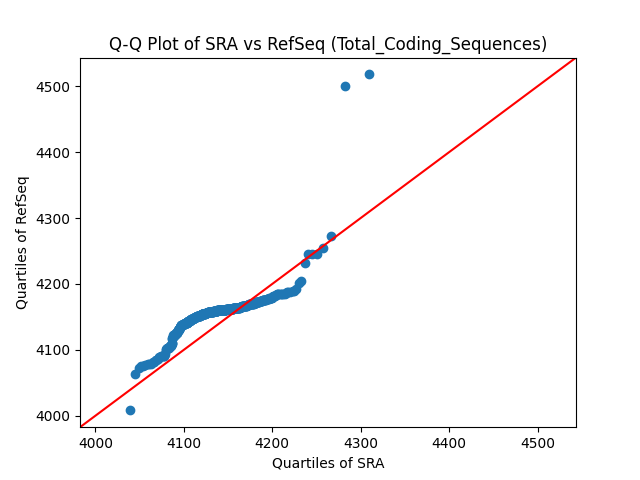 Q-Q Plot of SRA vs RefSeq (Total_Coding_Sequences)
4500
4400
4300
4200
4100
4000
Quartiles of RefSeq
4000 4100 4200 4300 4400 4500
Quartiles of SRA